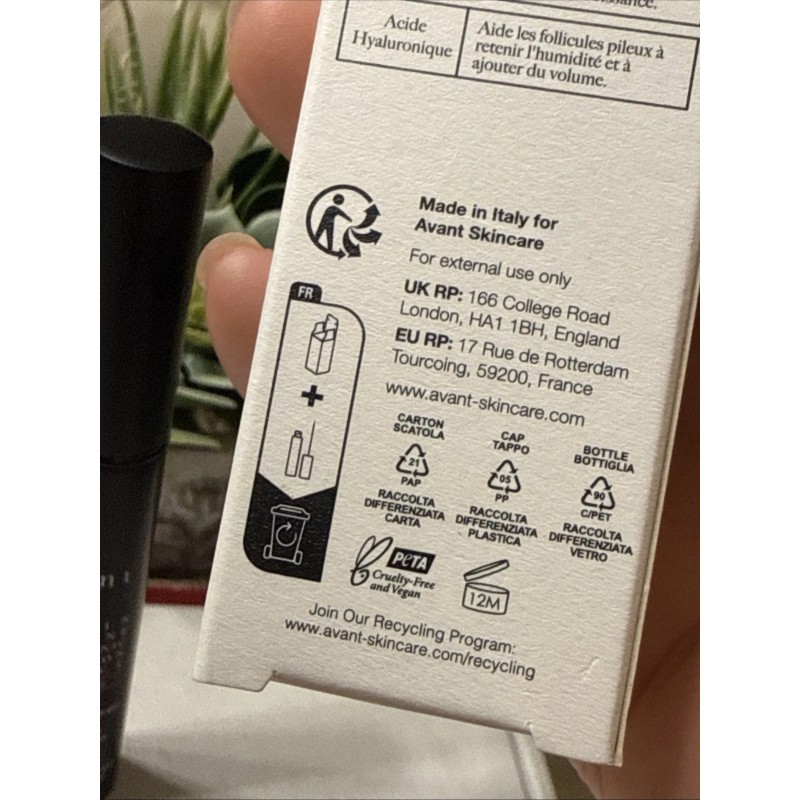 Acide
Hyaluronique
Aide les follicules pileux à
retenir l'humidité et à
ajouter du volume.
Made in Italy for
Avant Skincare
For external use only
UK RP: 166 College Road
London, HA1 1BH, England
EU RP: 17 Rue de Rotterdam
Tourcoing, 59200, France
www.avant-skincare.com
FR
CARTON
SCATOLA
21
PAP
RACCOLTA
DIFFERENZIATA
CARTA
CAP
TAPPO
05
PP
RACCOLTA
DIFFERENZIATA
PLASTICA
BOTTLE
BOTTIGLIA
90
C/PET
RACCOLTA
DIFFERENZIATA
VETRO
PETA
Cruelty-Free
and Vegan
12M
Join Our Recycling Program:
www.avant-skincare.com/recycling